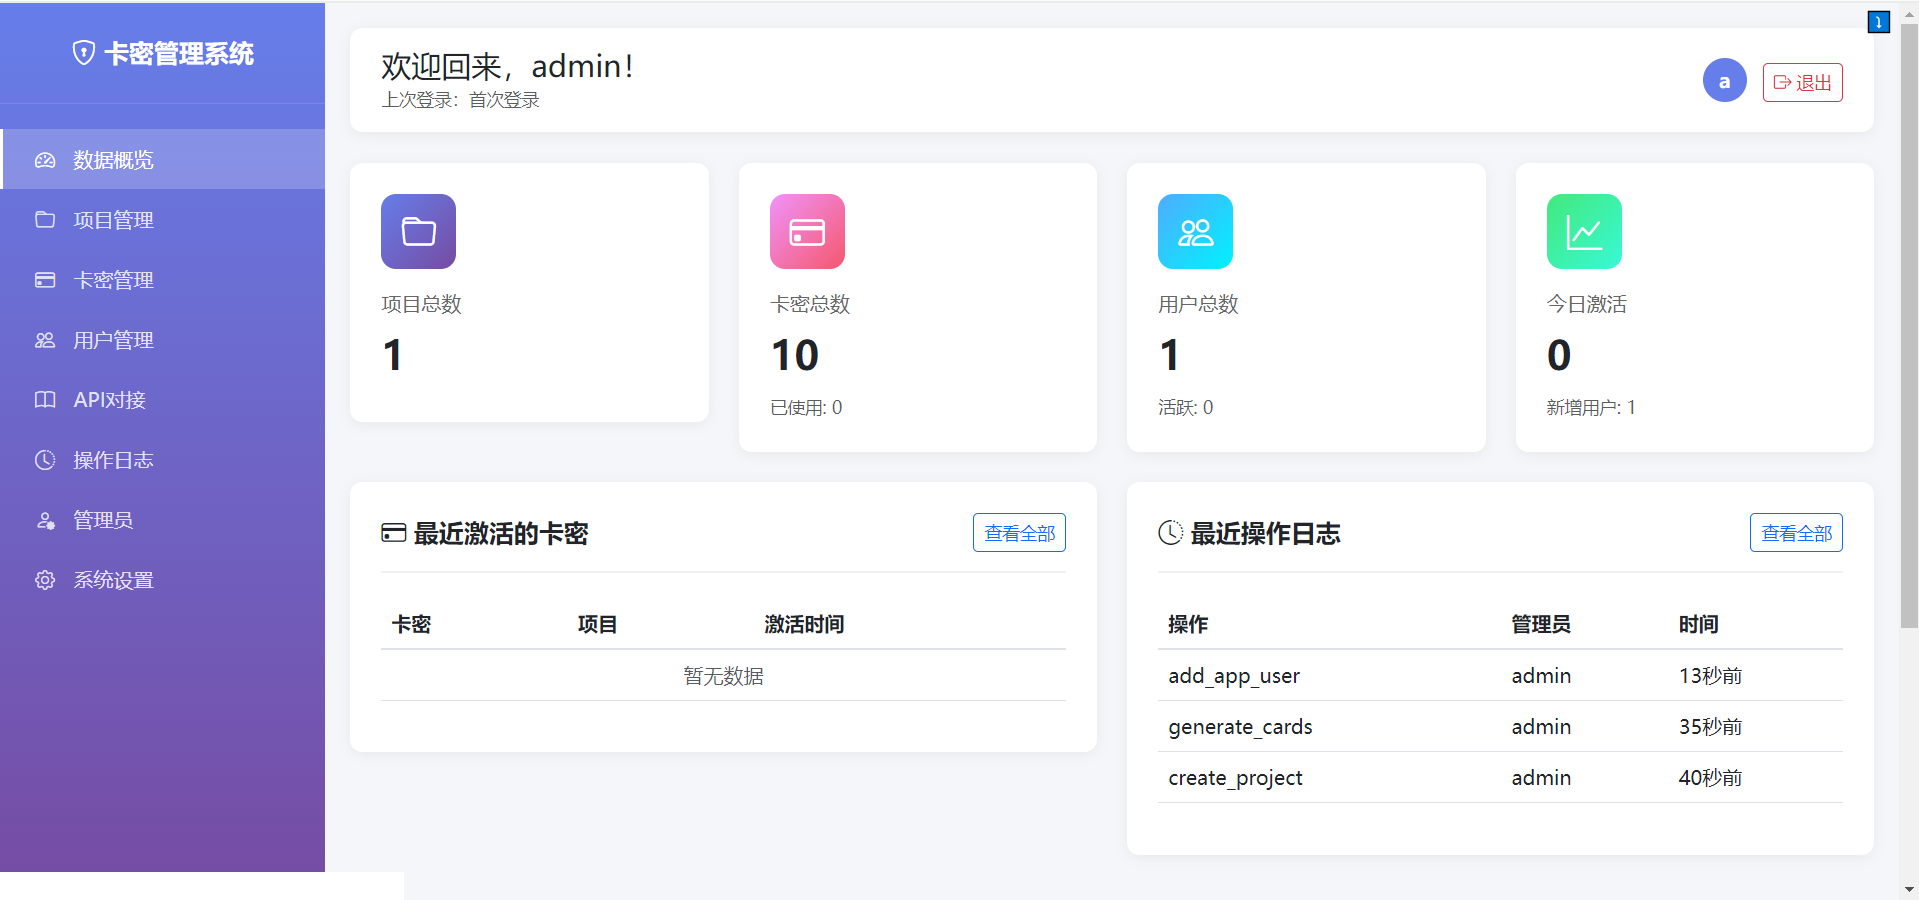 卡密管理系统
数据概览
项目管理
卡密管理
用户管理
API对接
操作日志
管理员
系统设置
欢迎回来，admin！
上次登录：首次登录
a
退出
项目总数
1
卡密总数
10
已使用: 0
用户总数
1
活跃: 0
今日激活
0
新增用户: 1
最近激活的卡密
查看全部
卡密 项目 激活时间
暂无数据
最近操作日志
查看全部
操作 管理员 时间
add_app_user admin 13秒前
generate_cards admin 35秒前
create_project admin 40秒前